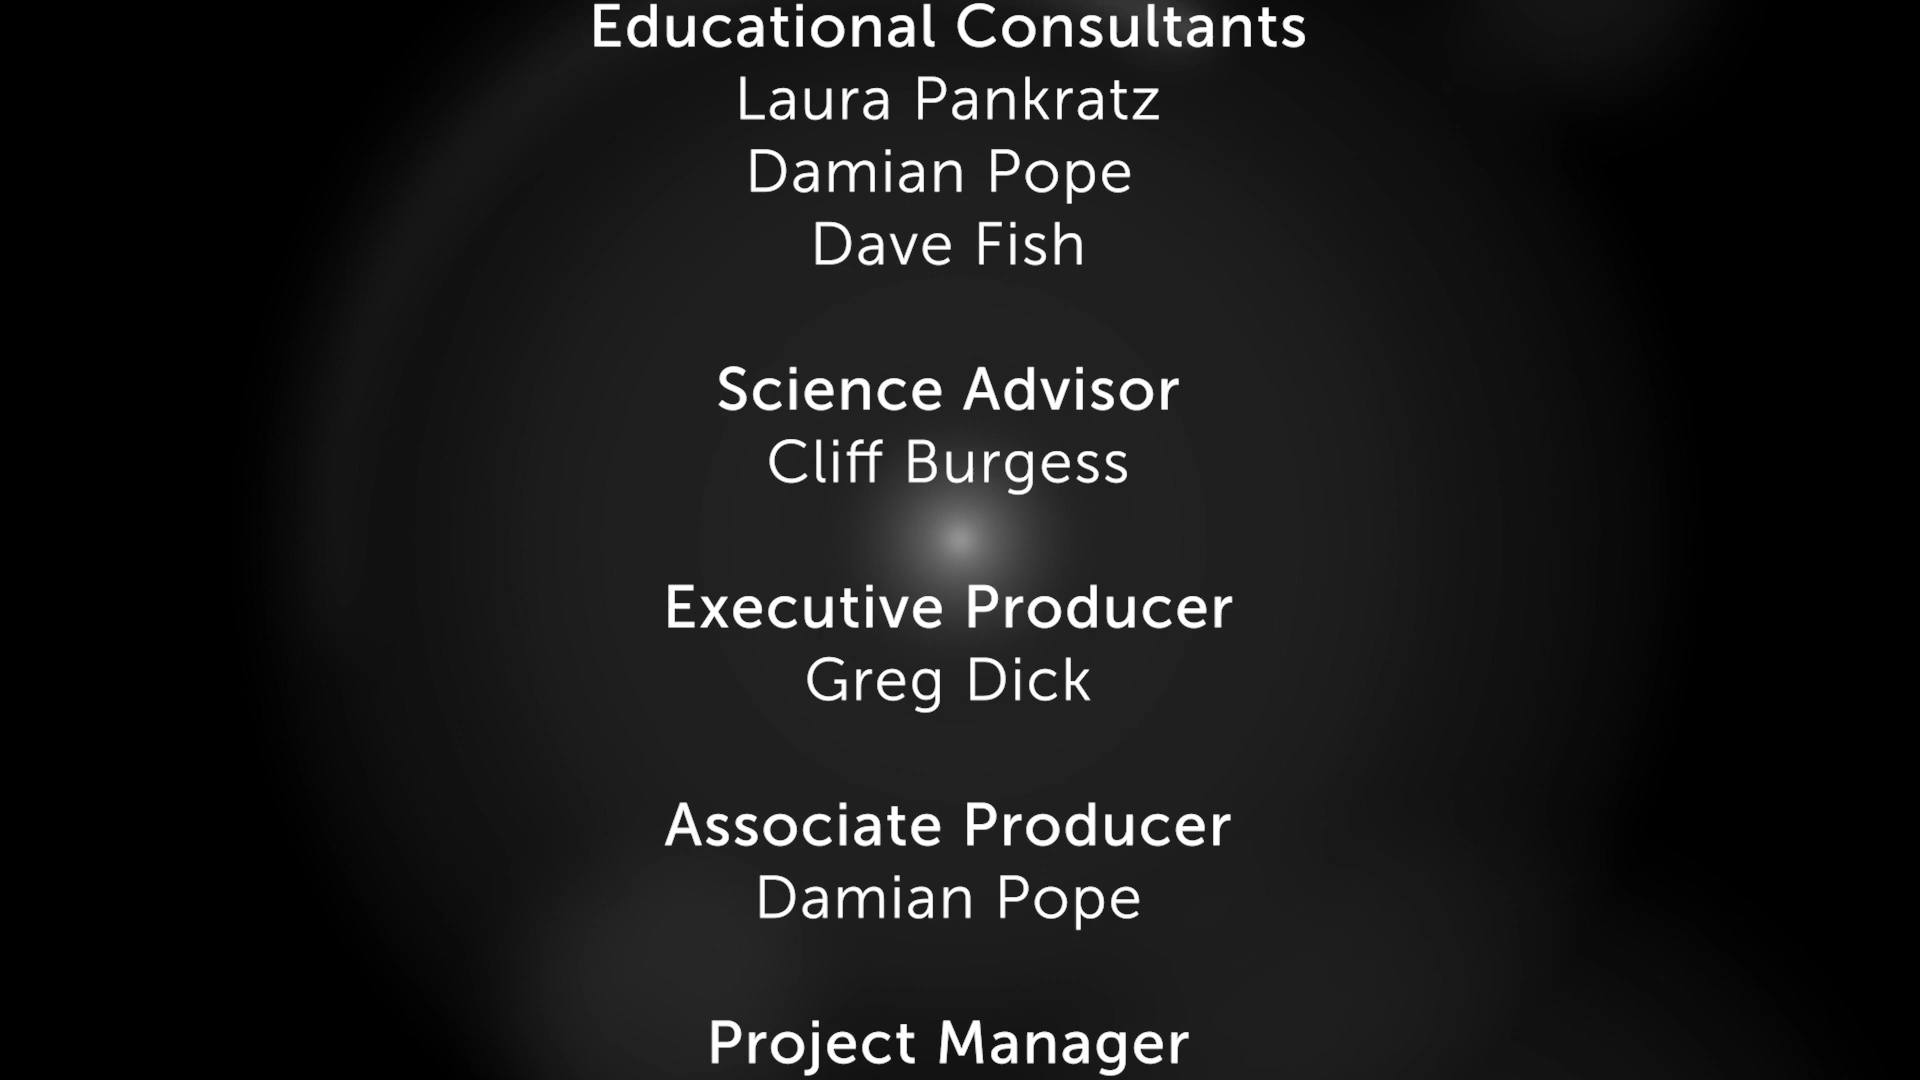 Educational Consultants
Laura Pankratz
Damian Pope
Dave Fish
Science Advisor
Cliff Burgess
Executive Producer
Greg Dick
Associate Producer
Damian Pope
Project Manager